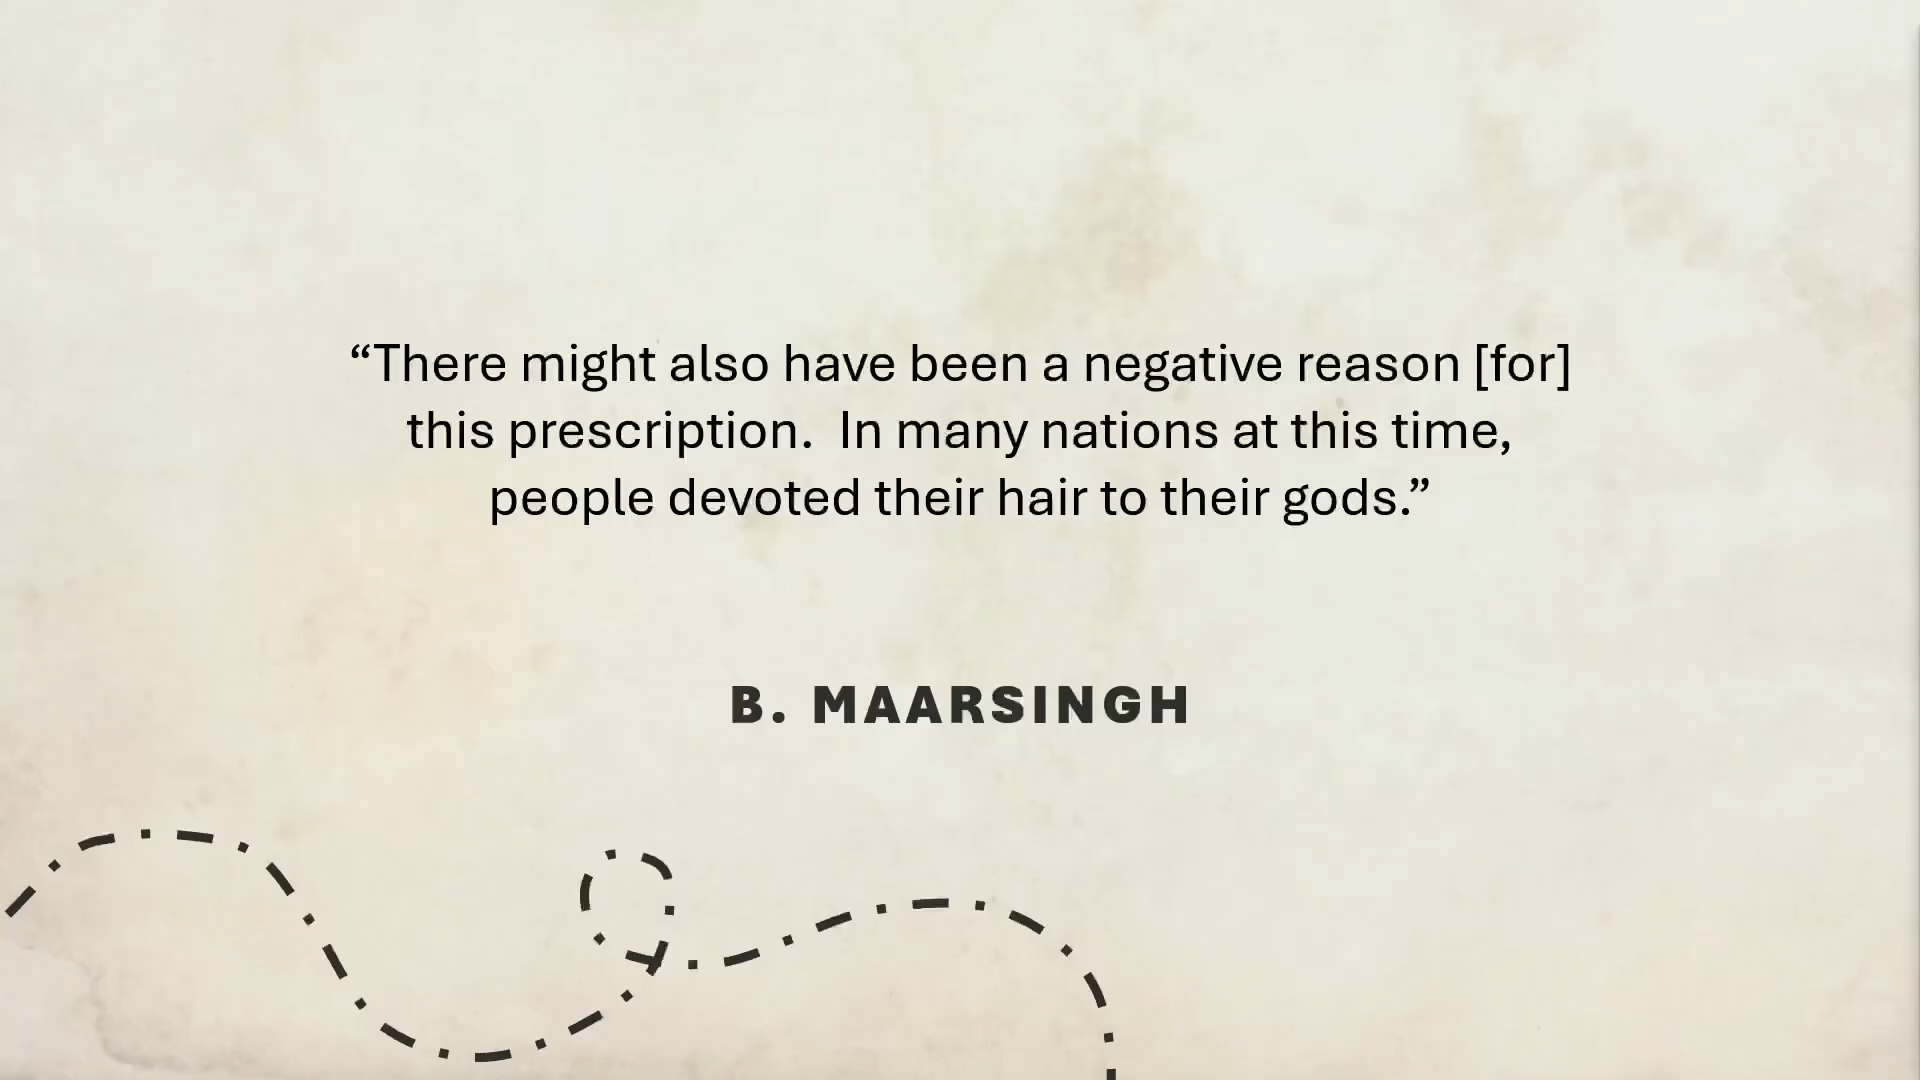 “There might also have been a negative reason [for]
this prescription.  In many nations at this time,
people devoted their hair to their gods.”
B. MAARSINGH